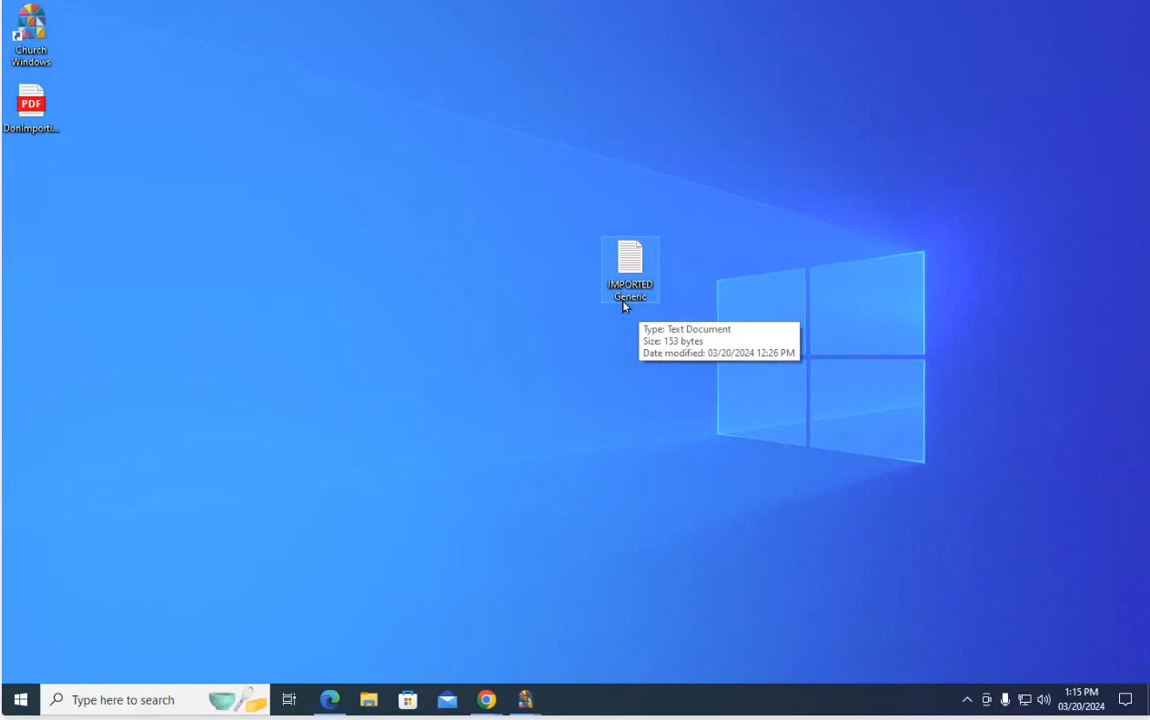 Church
Windows
PDF
DonImporti...
IMPORTED
Generic
Type: Text Document
Size: 153 bytes
Date modified: 03/20/2024 12:26 PM
Type here to search
1:15 PM
03/20/2024